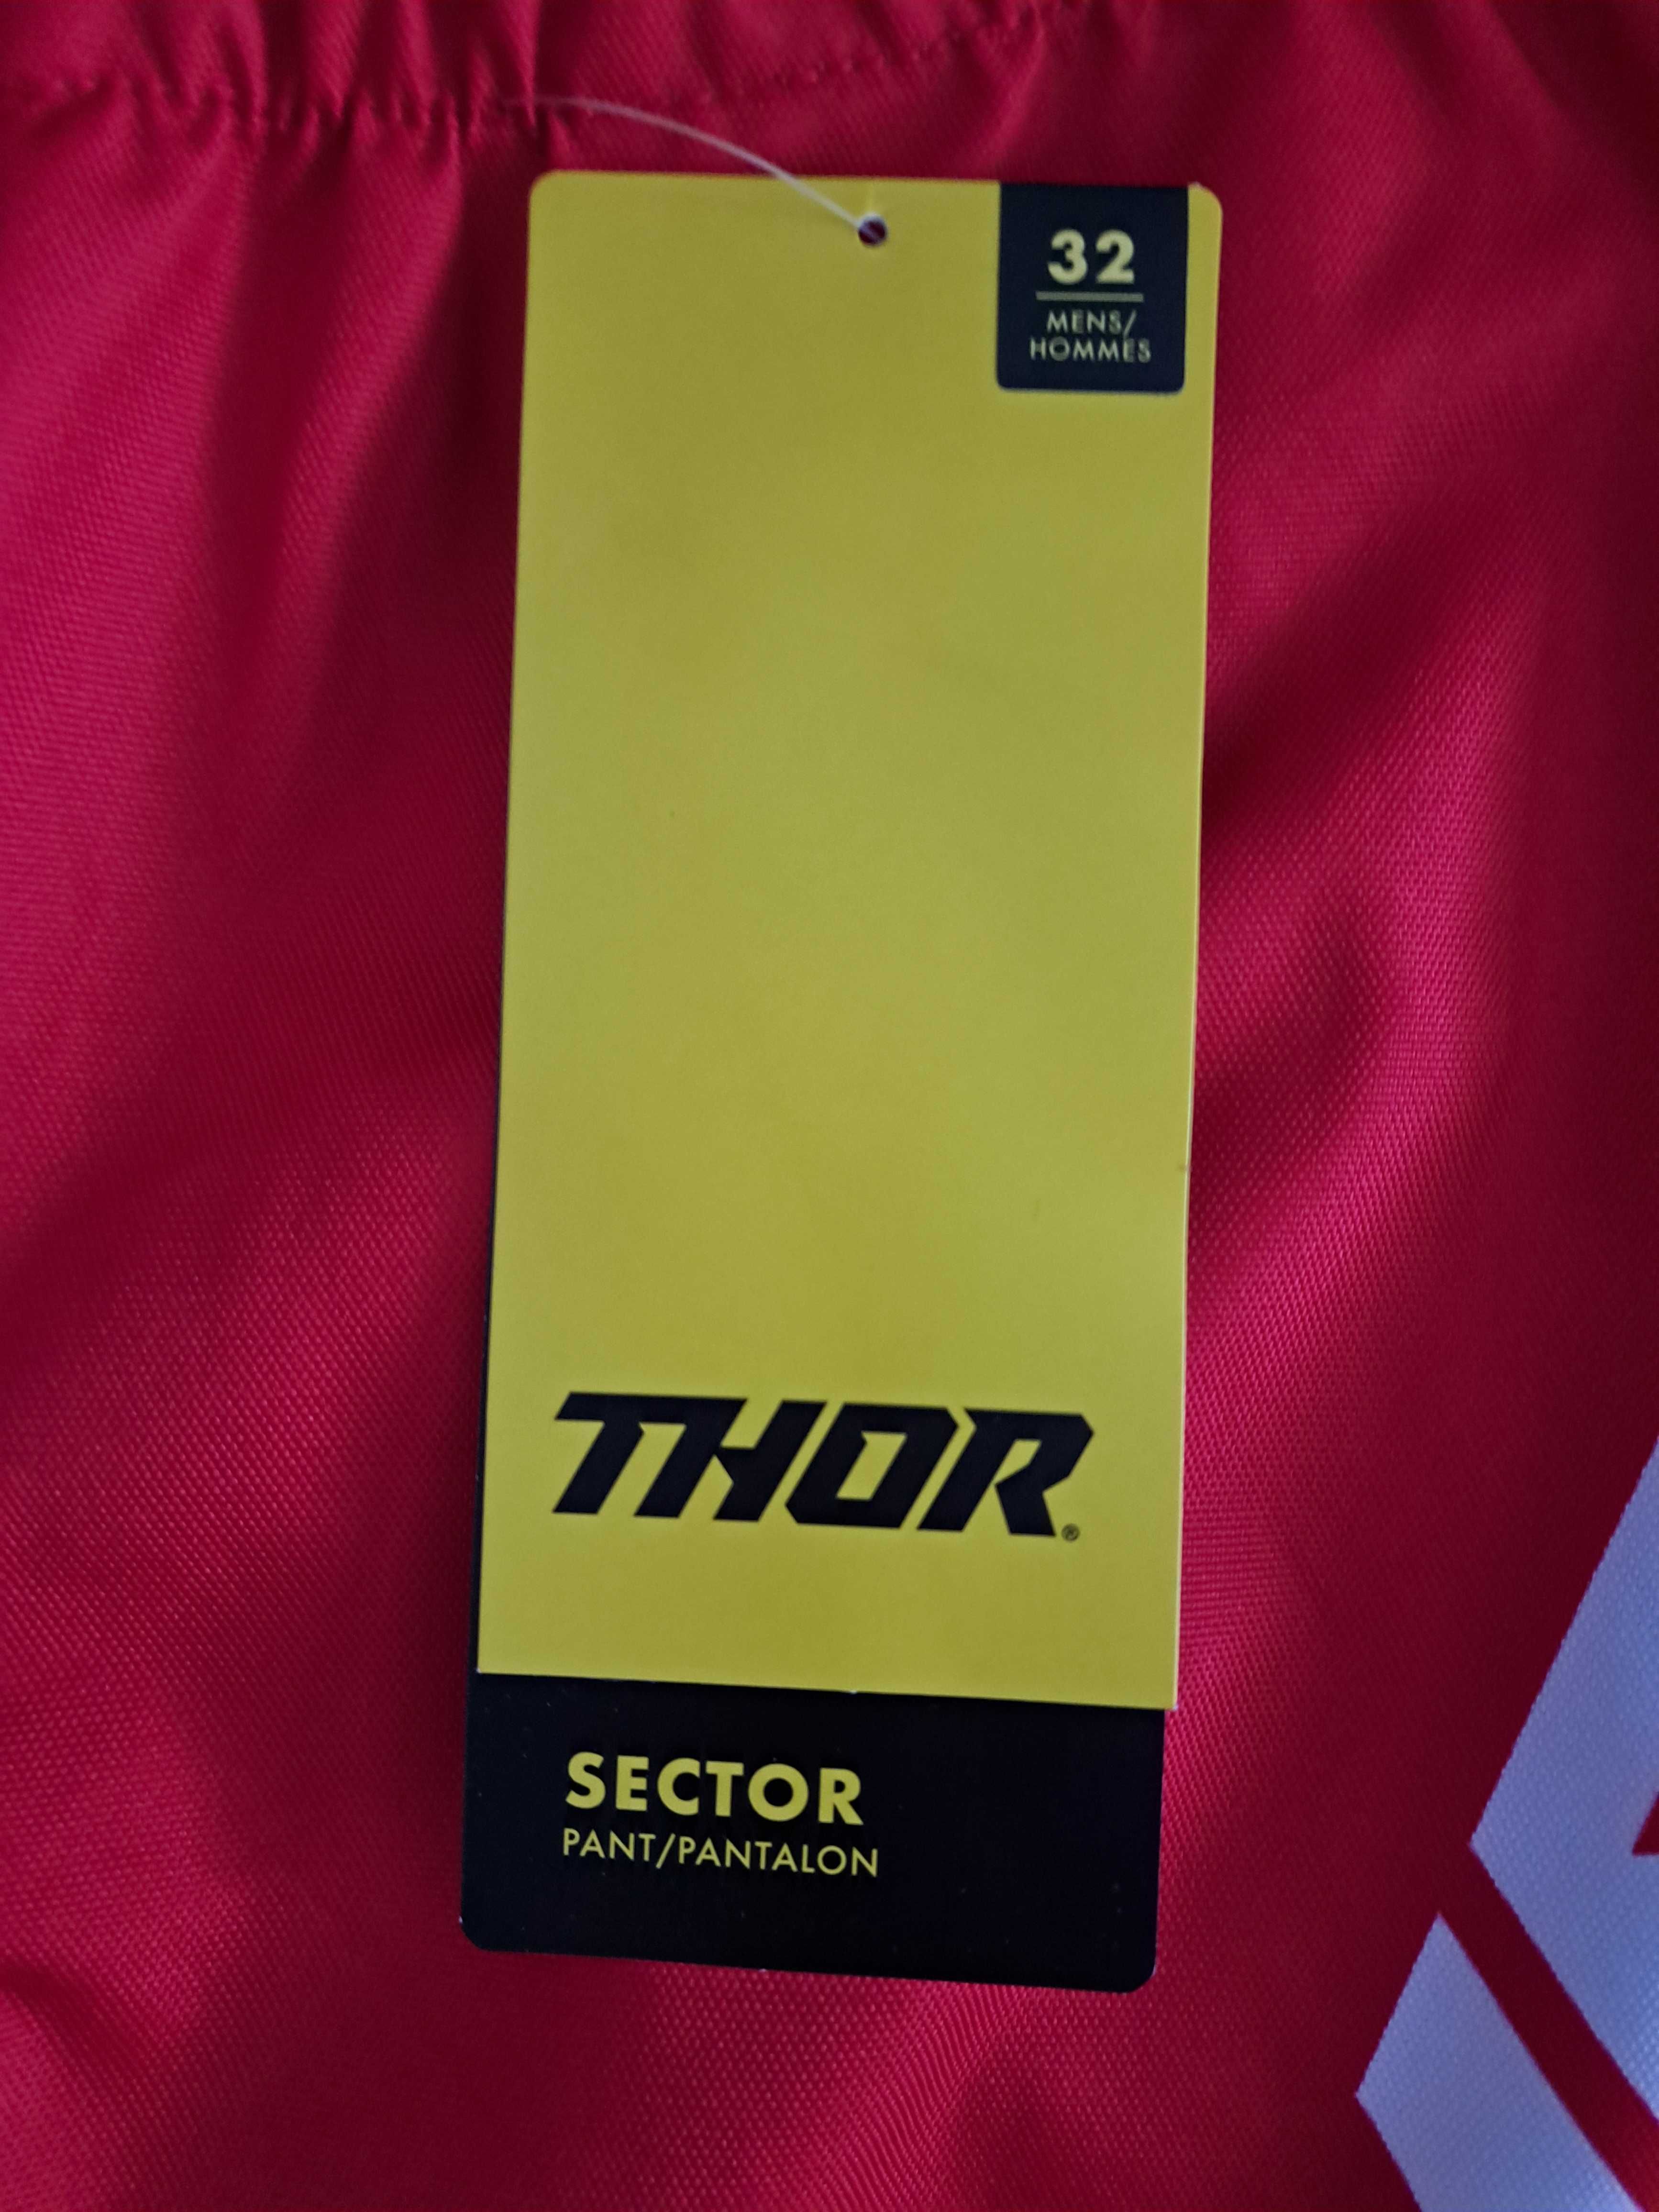 32
MENS/
HOMMES
THOR®
SECTOR
PANT/PANTALON